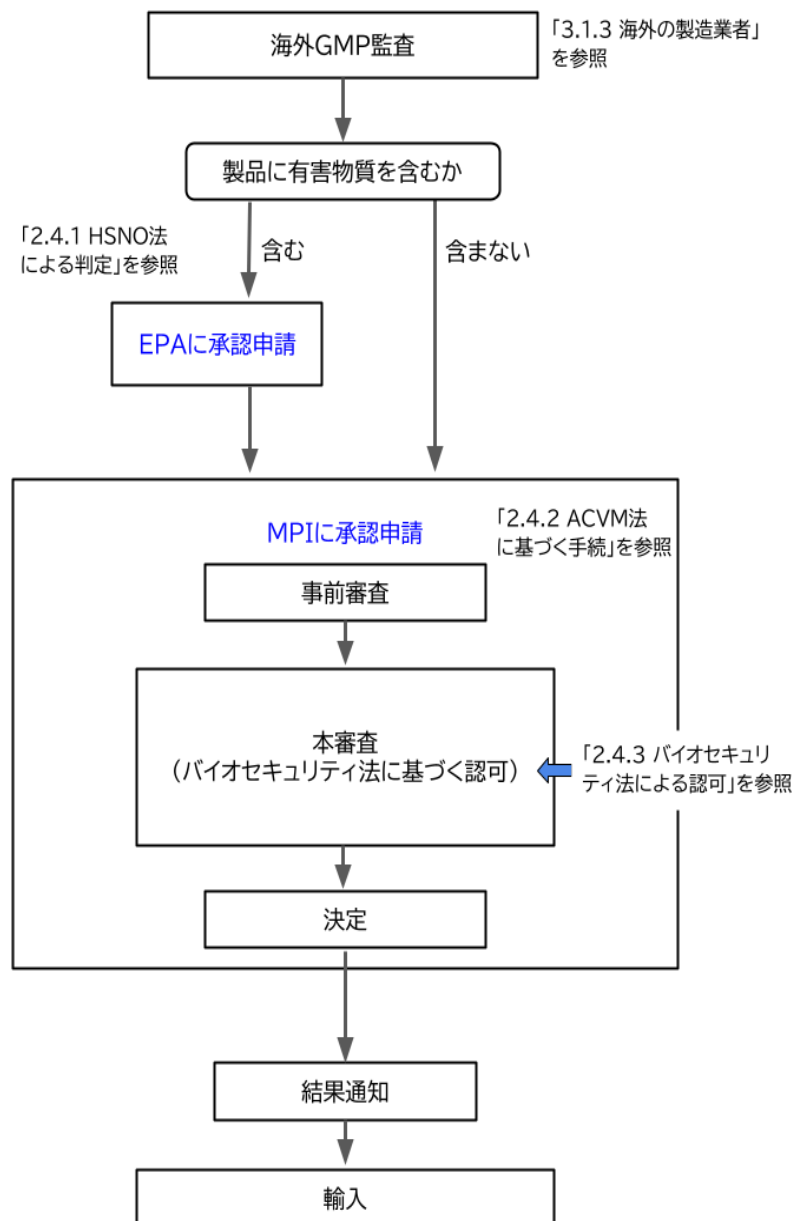 海外GMP監査
「3.1.3 海外の製造業者」
を参照
製品に有害物質を含むか
「2.4.1 HSNO法
による判定」を参照
含む
含まない
EPAに承認申請
MPIに承認申請
「2.4.2 ACVM法
に基づく手続」を参照
事前審査
本審査
（バイオセキュリティ法に基づく認可）
「2.4.3 バイオセキュリ
ティ法による認可」を参照
決定
結果通知
輸入